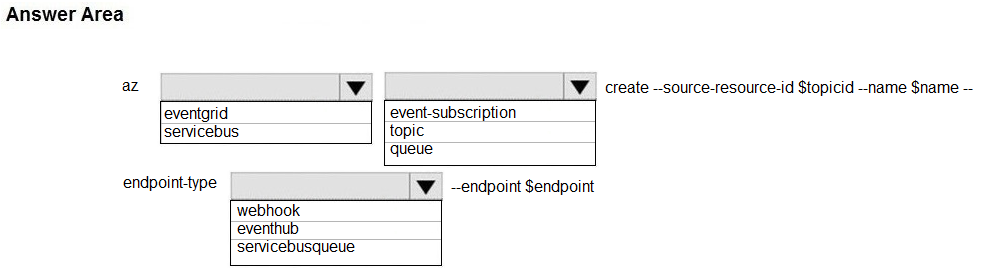 Answer Area
az
create --source-resource-id $topicid --name $name --
eventgrid
servicebus
event-subscription
topic
queue
endpoint-type
--endpoint $endpoint
webhook
eventhub
servicebusqueue